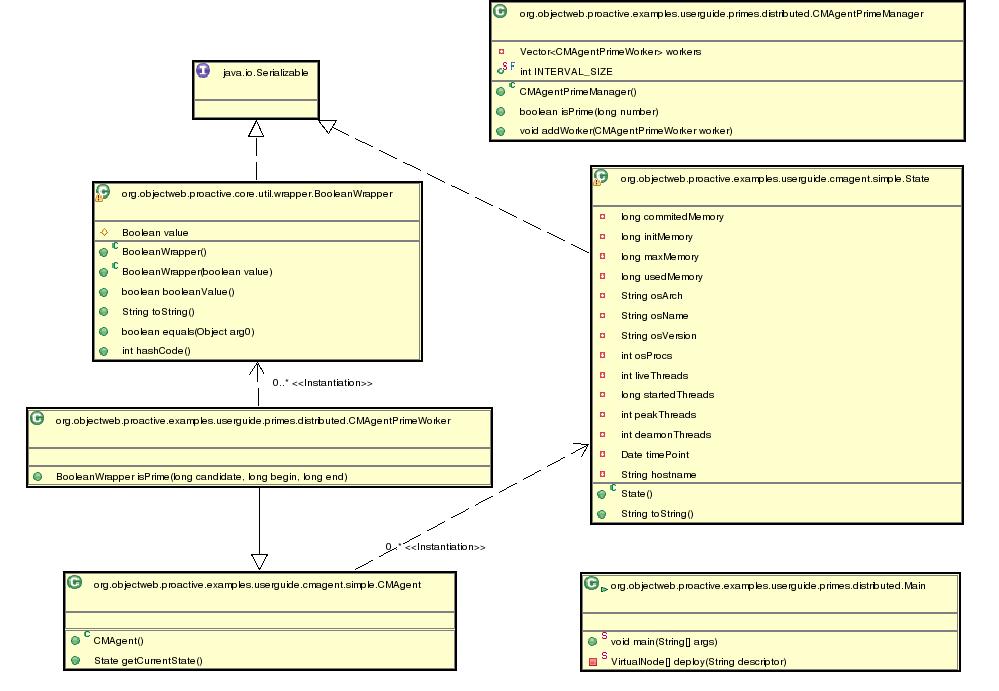 org.objectweb.proactive.examples.userguide.primes.distributed.CMAgentPrimeManager
Vector<CMAgentPrimeWorker> workers
int INTERVAL_SIZE
CMAgentPrimeManager()
boolean isPrime(long number)
void addWorker(CMAgentPrimeWorker worker)
java.io.Serializable
org.objectweb.proactive.core.util.wrapper.BooleanWrapper
Boolean value
BooleanWrapper()
BooleanWrapper(boolean value)
boolean booleanValue()
String toString()
boolean equals(Object arg0)
int hashCode()
org.objectweb.proactive.examples.userguide.cmagent.simple.State
long commitedMemory
long initMemory
long maxMemory
long usedMemory
String osArch
String osName
String osVersion
int osProcs
int liveThreads
long startedThreads
int peakThreads
int deamonThreads
Date timePoint
String hostname
State()
String toString()
0..* <<Instantiation>>
org.objectweb.proactive.examples.userguide.primes.distributed.CMAgentPrimeWorker
BooleanWrapper isPrime(long candidate, long begin, long end)
0..* <<Instantiation>>
org.objectweb.proactive.examples.userguide.cmagent.simple.CMAgent
CMAgent()
State getCurrentState()
org.objectweb.proactive.examples.userguide.primes.distributed.Main
void main(String[] args)
VirtualNode[] deploy(String descriptor)